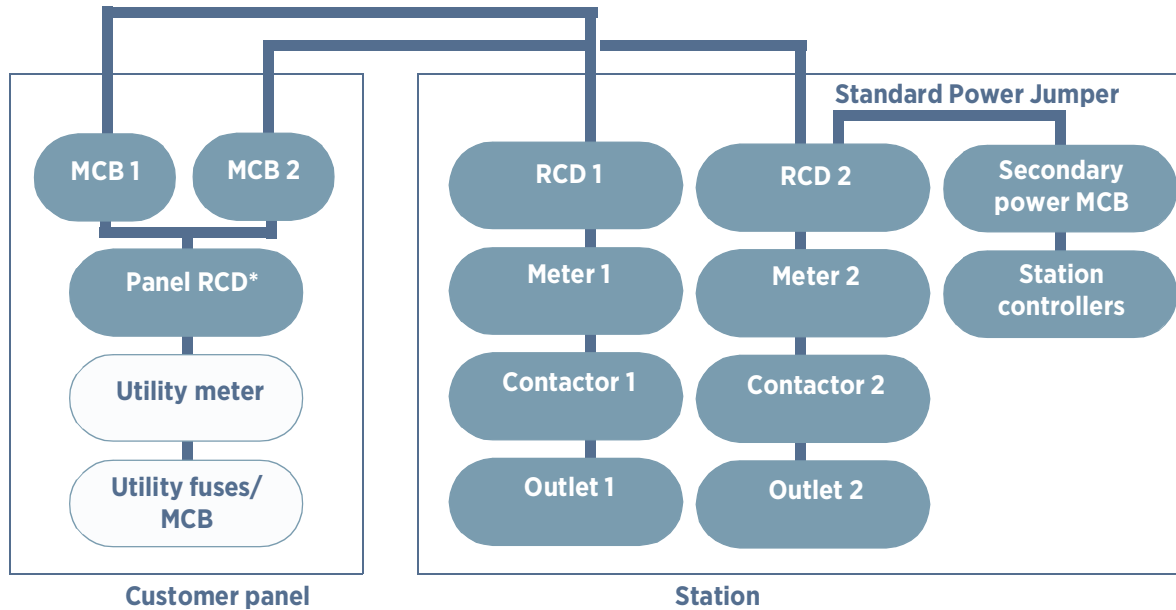 Standard Power Jumper
MCB 1
MCB 2
RCD 1
RCD 2
Secondary
power MCB
Panel RCD*
Meter 1
Meter 2
Station
controllers
Utility meter
Contactor 1
Contactor 2
Utility fuses/
MCB
Outlet 1
Outlet 2
Customer panel
Station